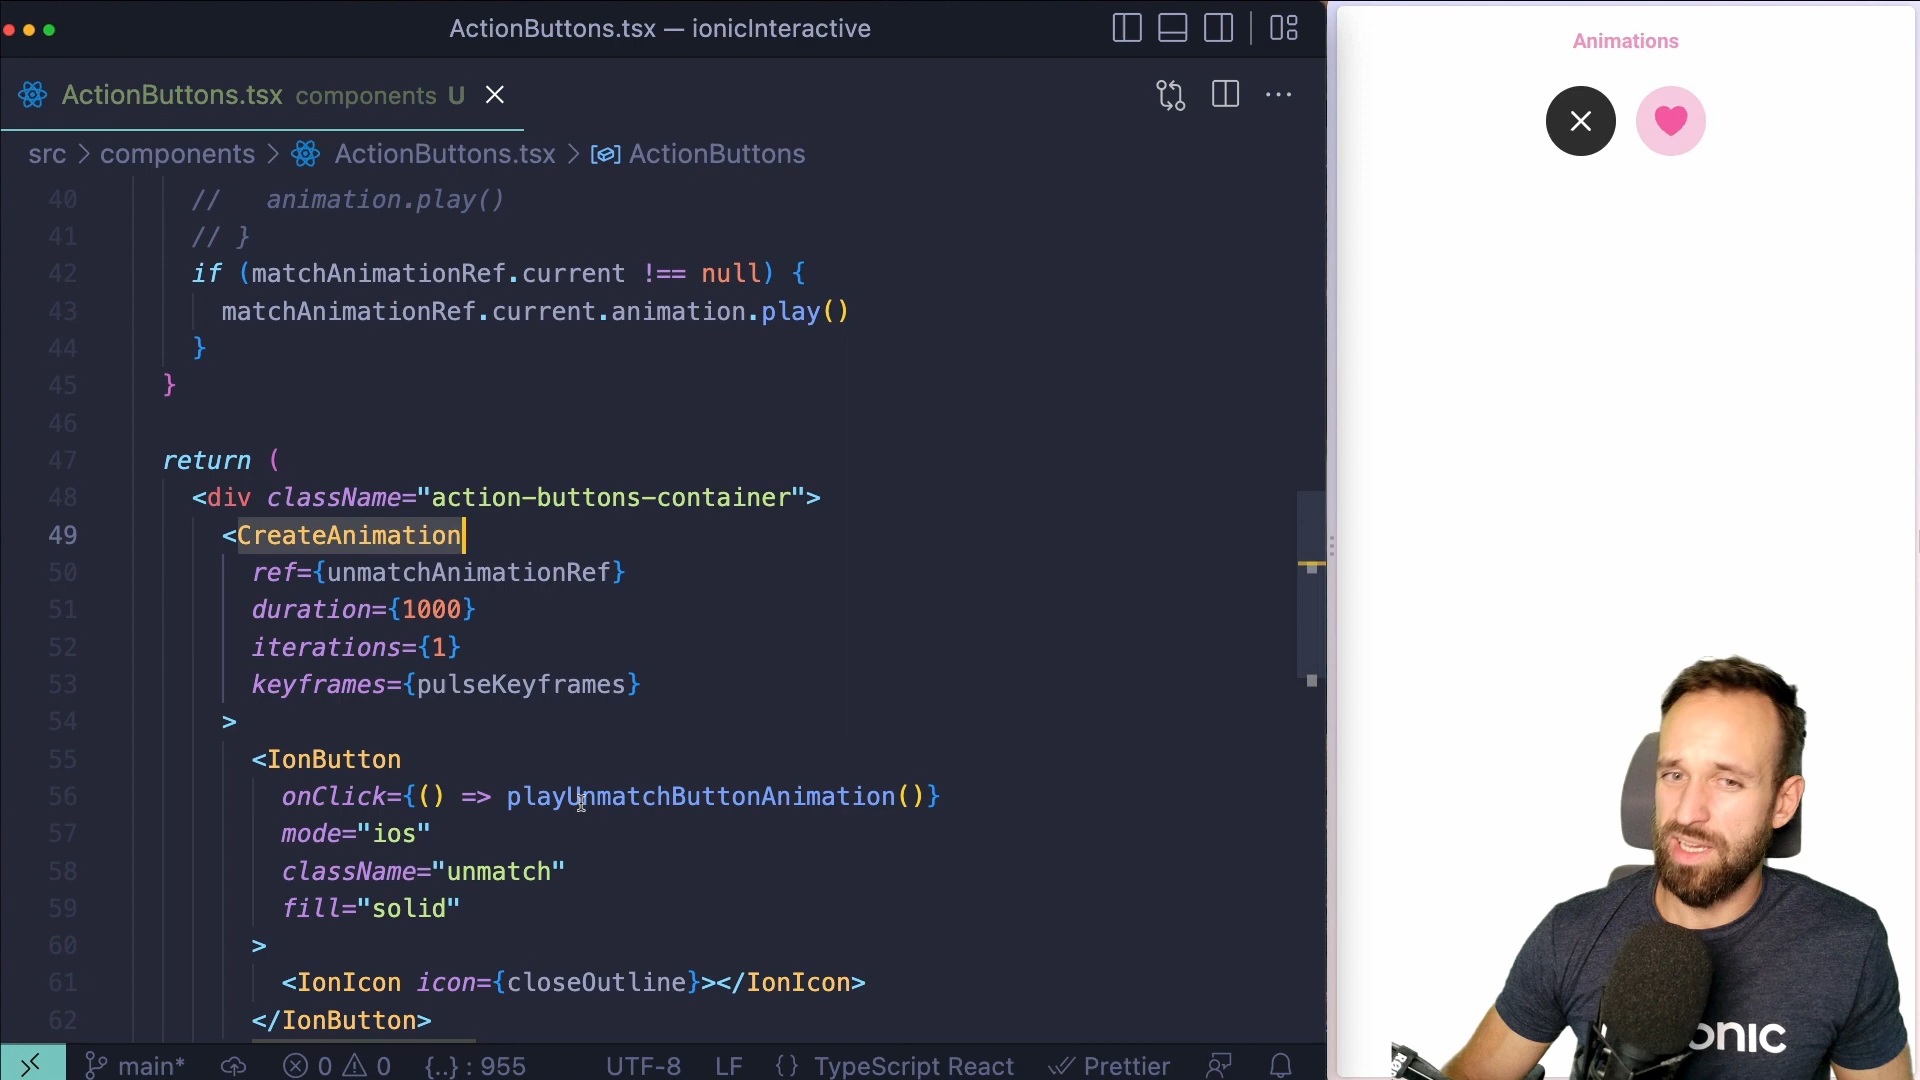 ActionButtons.tsx — ionicInteractive
ActionButtons.tsx components U
src > components > ActionButtons.tsx > ActionButtons
40 //   animation.play()
41 // }
42 if (matchAnimationRef.current !== null) {
43 matchAnimationRef.current.animation.play()
44 }
45 }
46
47 return (
48 <div className="action-buttons-container">
49 <CreateAnimation
50 ref={unmatchAnimationRef}
51 duration={1000}
52 iterations={1}
53 keyframes={pulseKeyframes}
54 >
55 <IonButton
56 onClick={() => playUnmatchButtonAnimation()}
57 mode="ios"
58 className="unmatch"
59 fill="solid"
60 >
61 <IonIcon icon={closeOutline}></IonIcon>
62 </IonButton>
main* 0 0 {..} : 955 UTF-8 LF {} TypeScript React Prettier
Animations